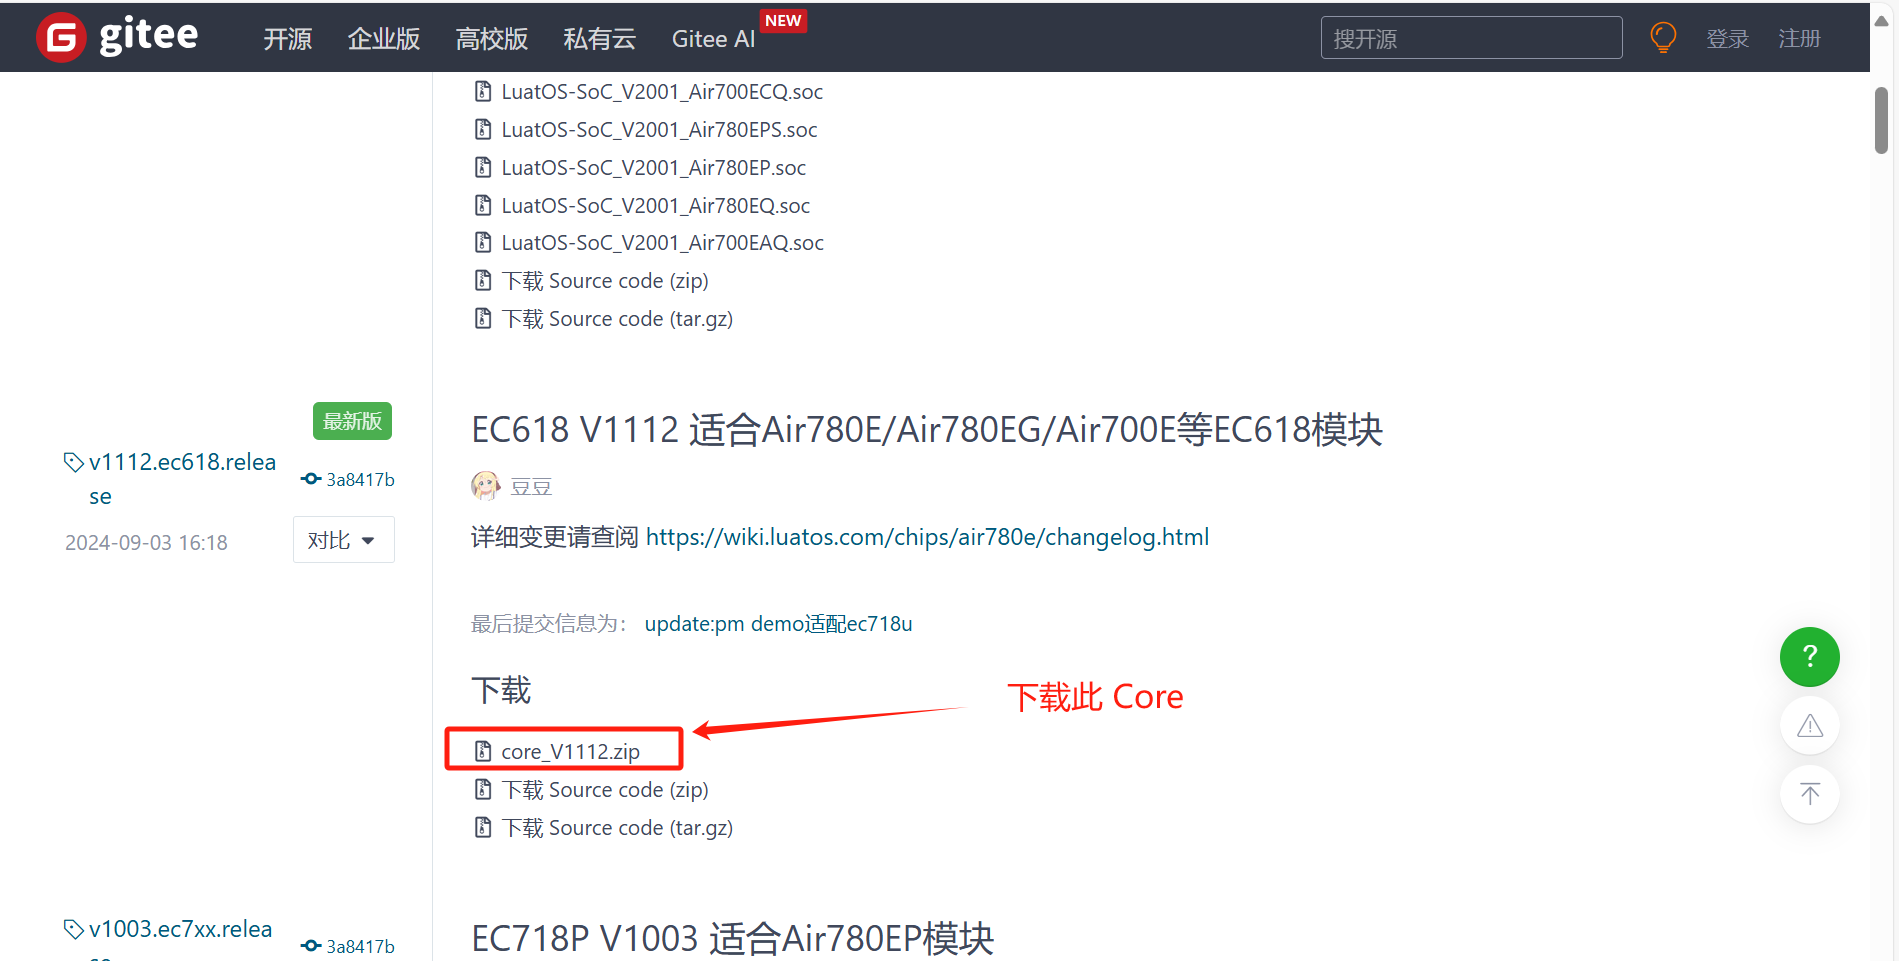 gitee 开源 企业版 高校版 私有云 Gitee AI NEW 搜开源 登录 注册
LuatOS-SoC_V2001_Air700ECQ.soc
LuatOS-SoC_V2001_Air780EPS.soc
LuatOS-SoC_V2001_Air780EP.soc
LuatOS-SoC_V2001_Air780EQ.soc
LuatOS-SoC_V2001_Air700EAQ.soc
下载 Source code (zip)
下载 Source code (tar.gz)
最新版
v1112.ec618.relea
se
3a8417b
2024-09-03 16:18
对比
EC618 V1112 适合Air780E/Air780EG/Air700E等EC618模块
豆豆
详细变更请查阅 https://wiki.luatos.com/chips/air780e/changelog.html
最后提交信息为： update:pm demo适配ec718u
下载
下载此 Core
core_V1112.zip
下载 Source code (zip)
下载 Source code (tar.gz)
?
v1003.ec7xx.relea
3a8417b
EC718P V1003 适合Air780EP模块